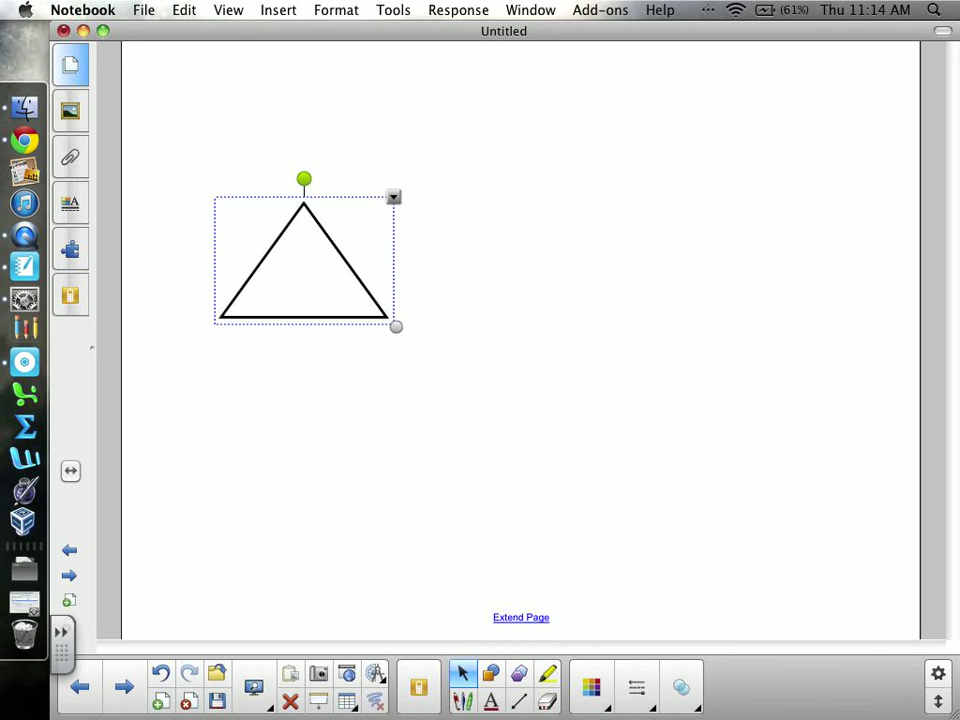 Notebook File Edit View Insert Format Tools Response Window Add-ons Help (61%) Thu 11:14 AM
Untitled
Extend Page